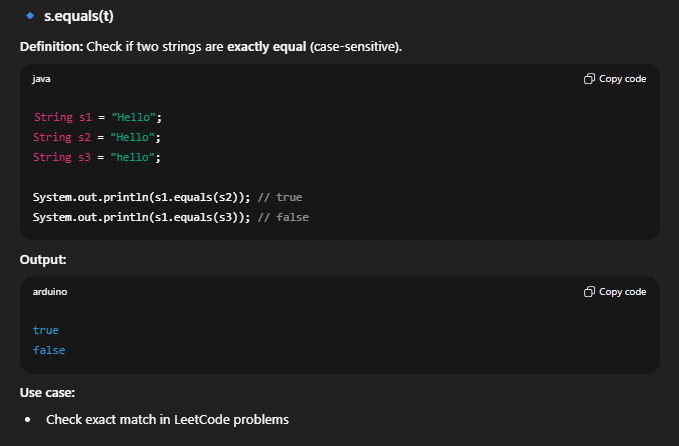 s.equals(t)
Definition: Check if two strings are exactly equal (case-sensitive).
java
Copy code
String s1 = "Hello";
String s2 = "Hello";
String s3 = "hello";
System.out.println(s1.equals(s2)); // true
System.out.println(s1.equals(s3)); // false
Output:
arduino
Copy code
true
false
Use case:
• Check exact match in LeetCode problems